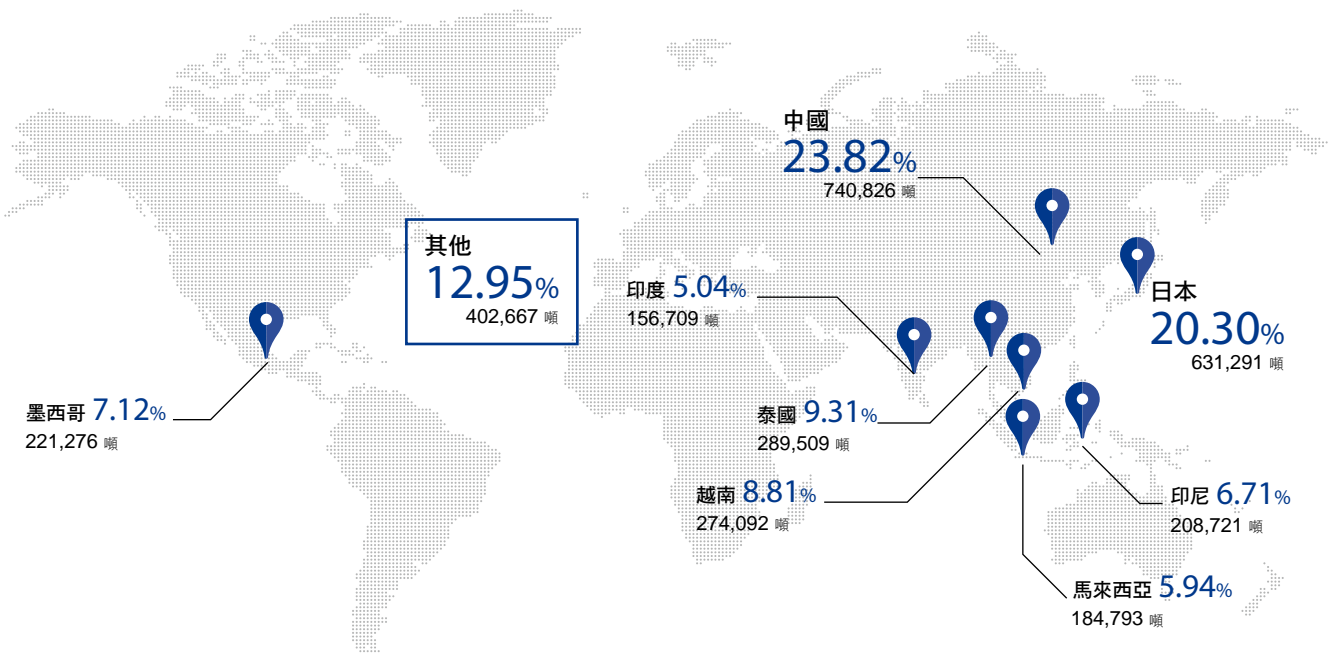 中國
23.82%
740,826 噸
其他
12.95%
402,667 噸
印度 5.04%
156,709 噸
日本
20.30%
631,291 噸
墨西哥 7.12%
221,276 噸
泰國 9.31%
289,509 噸
越南 8.81%
274,092 噸
印尼 6.71%
208,721 噸
馬來西亞 5.94%
184,793 噸